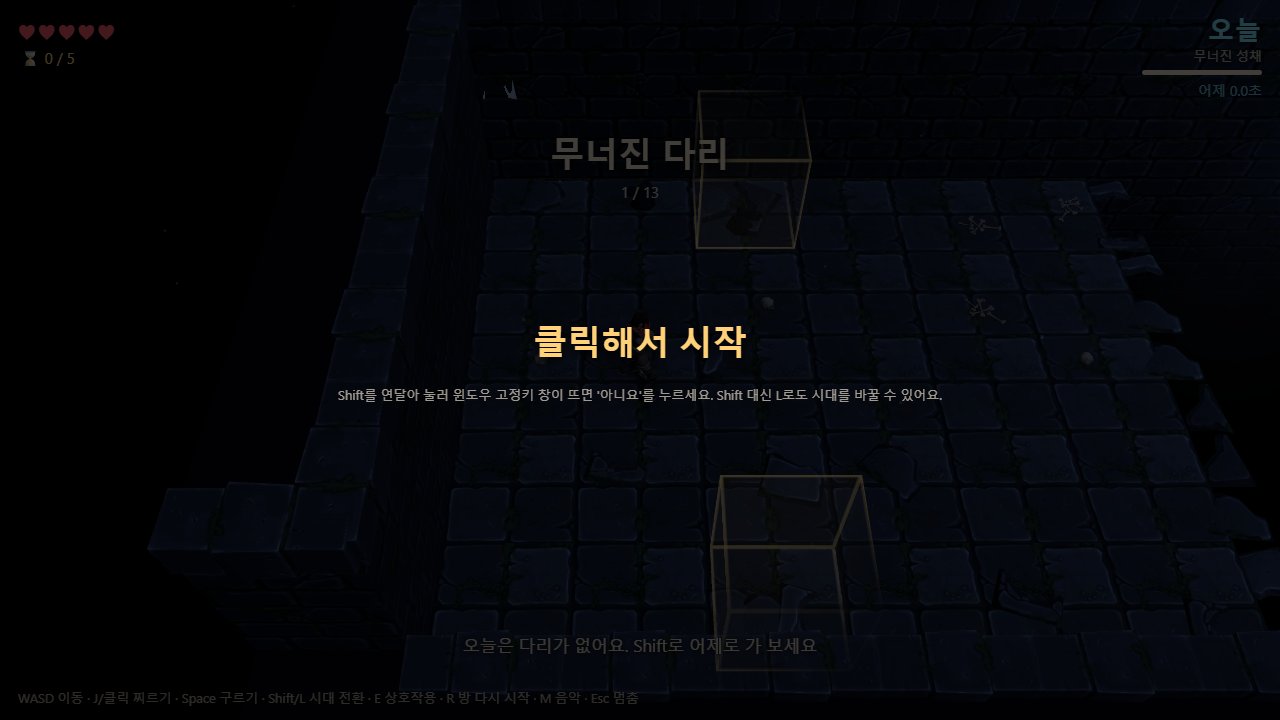 0 / 5
오늘
무너진 성채
어제 0.0초
무너진 다리
1 / 13
클릭해서 시작
Shift를 연달아 눌러 윈도우 고정키 창이 뜨면 '아니요'를 누르세요. Shift 대신 L로도 시대를 바꿀 수 있어요.
오늘은 다리가 없어요. Shift로 어제로 가 보세요
WASD 이동 · J/클릭 찌르기 · Space 구르기 · Shift/L 시대 전환 · E 상호작용 · R 방 다시 시작 · M 음악 · Esc 멈춤